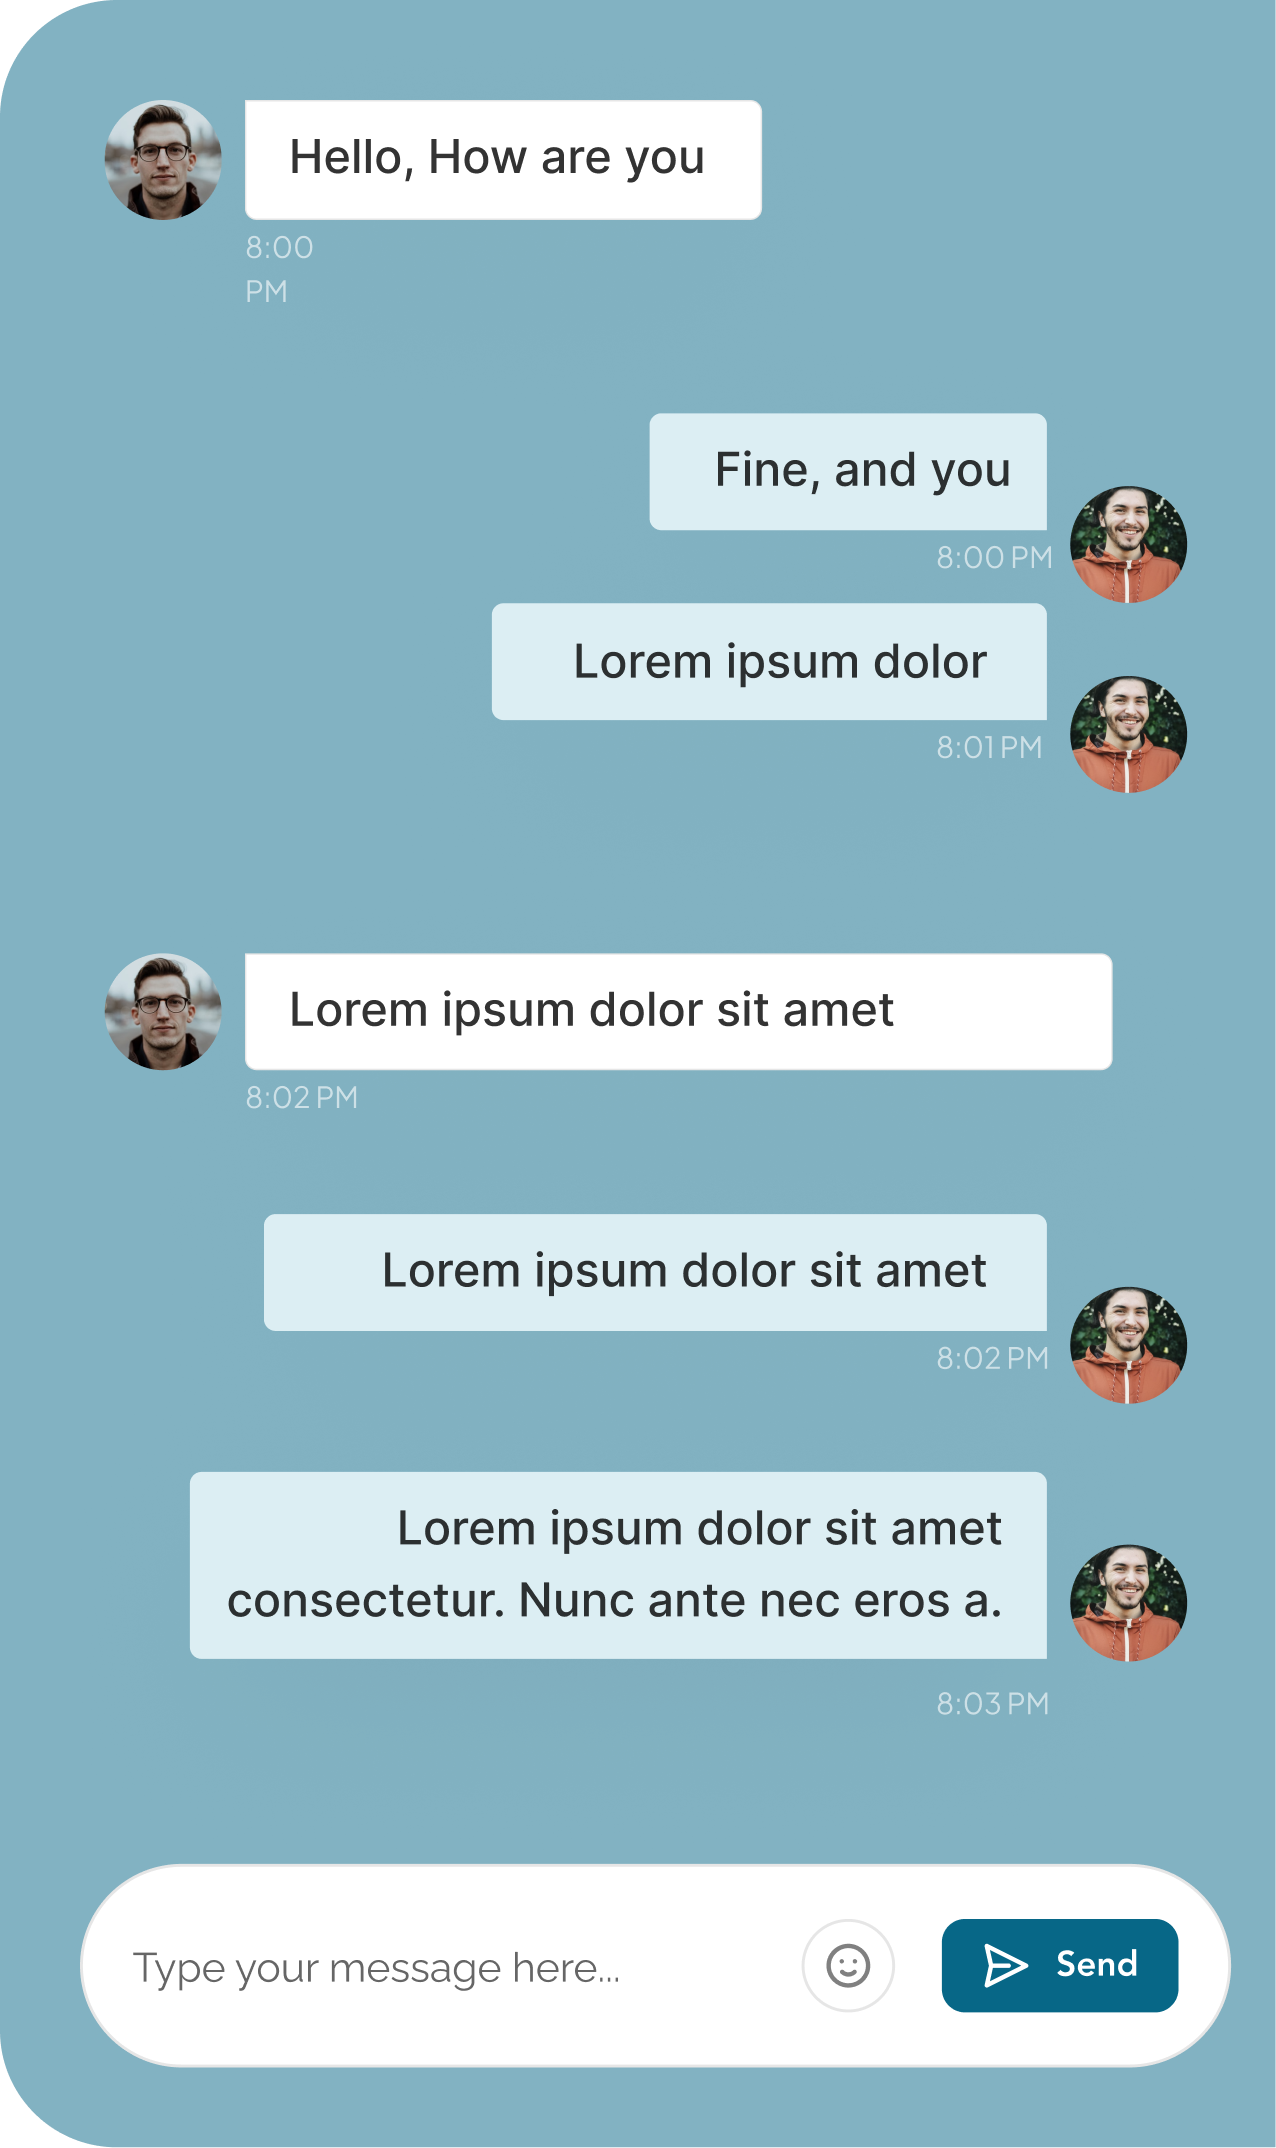 Hello, How are you
8:00
PM
Fine, and you
8:00 PM
Lorem ipsum dolor
8:01 PM
Lorem ipsum dolor sit amet
8:02 PM
Lorem ipsum dolor sit amet
8:02 PM
Lorem ipsum dolor sit amet
consectetur. Nunc ante nec eros a.
8:03 PM
Type your message here...
Send